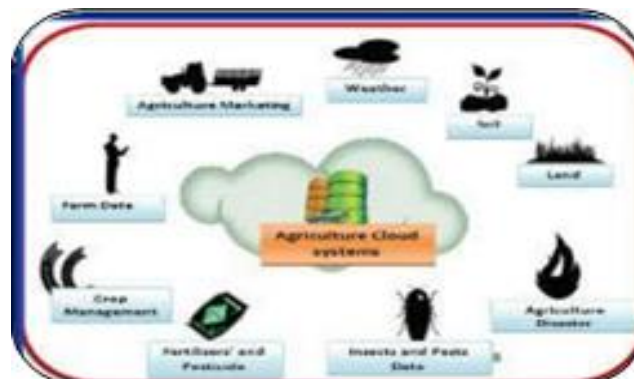 Weather
Agriculture Marketing
Soil
Land
Farm Data
Agriculture Cloud
systems
Crop
Management
Agriculture
Disaster
Fertilizers' and
Pesticide
Insects and Pests
Data